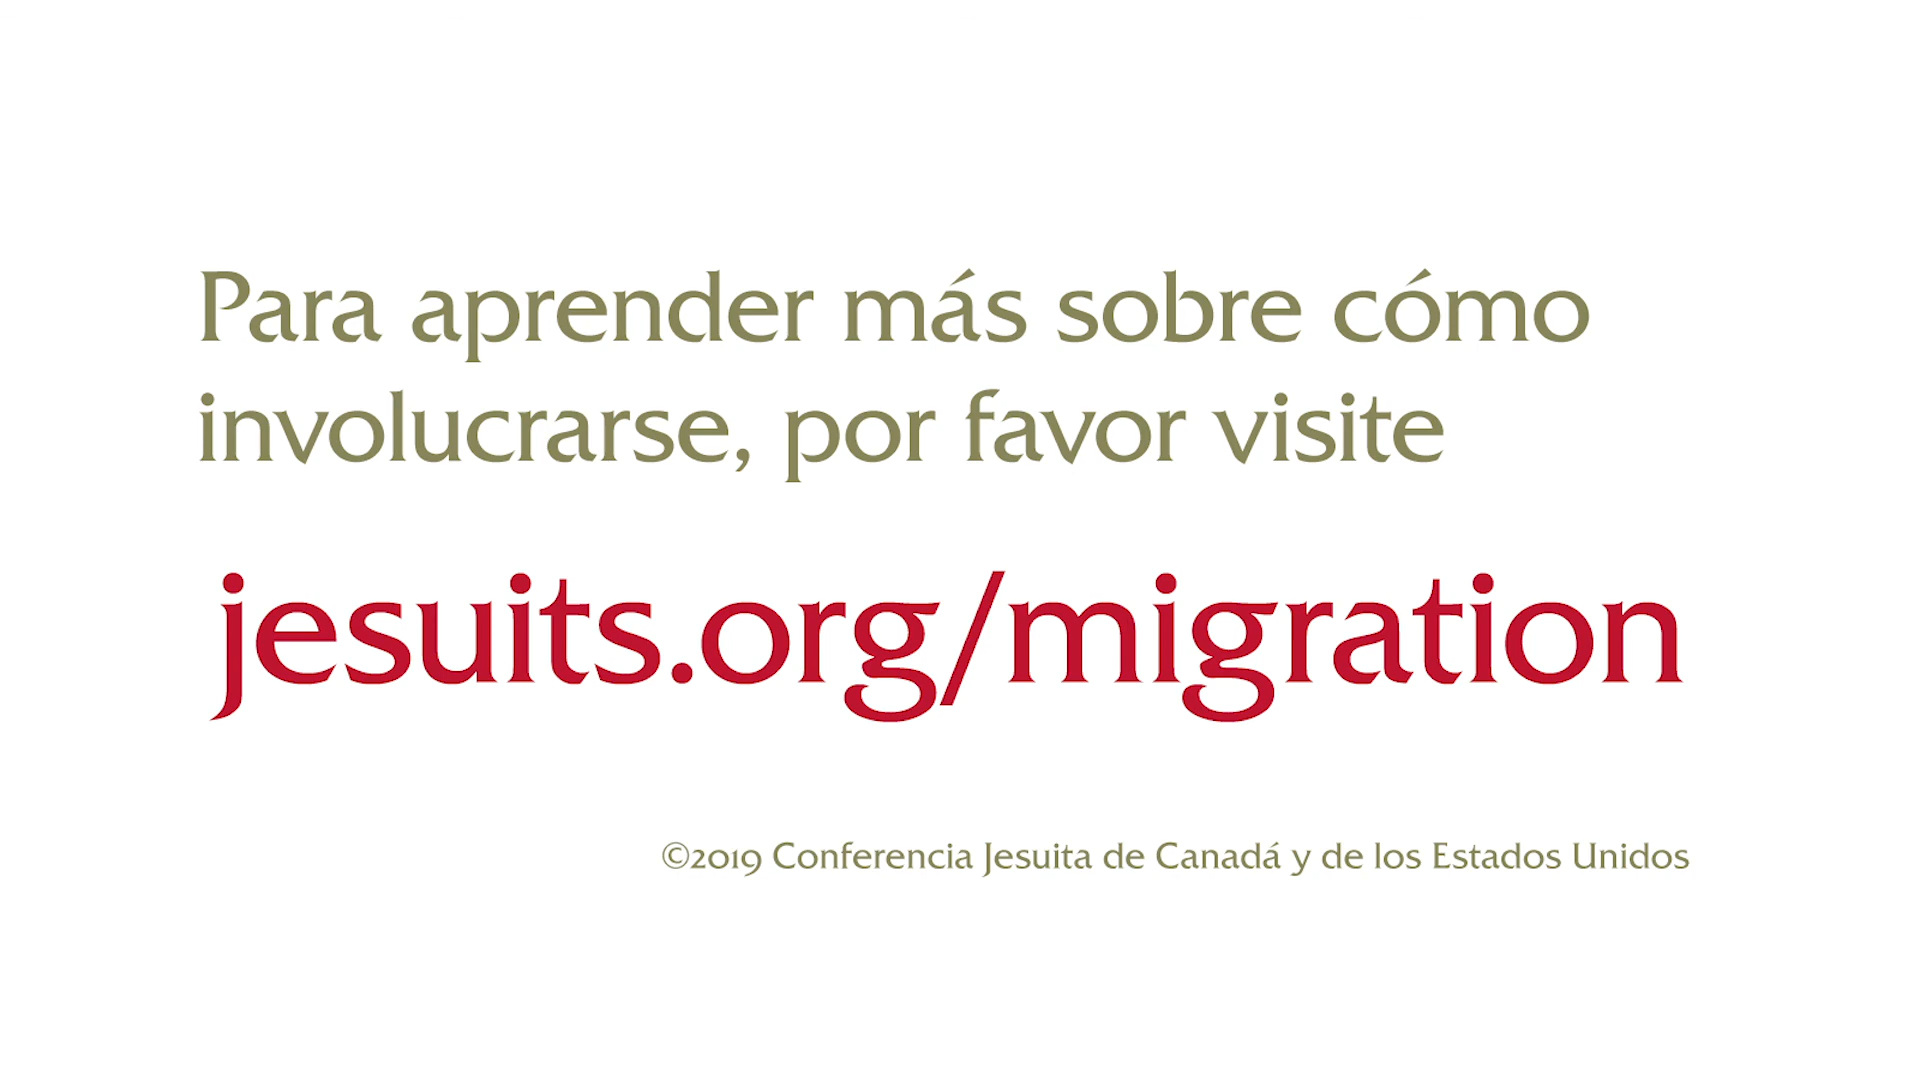 Para aprender más sobre cómo
involucrarse, por favor visite
jesuits.org/migration
©2019 Conferencia Jesuita de Canadá y de los Estados Unidos